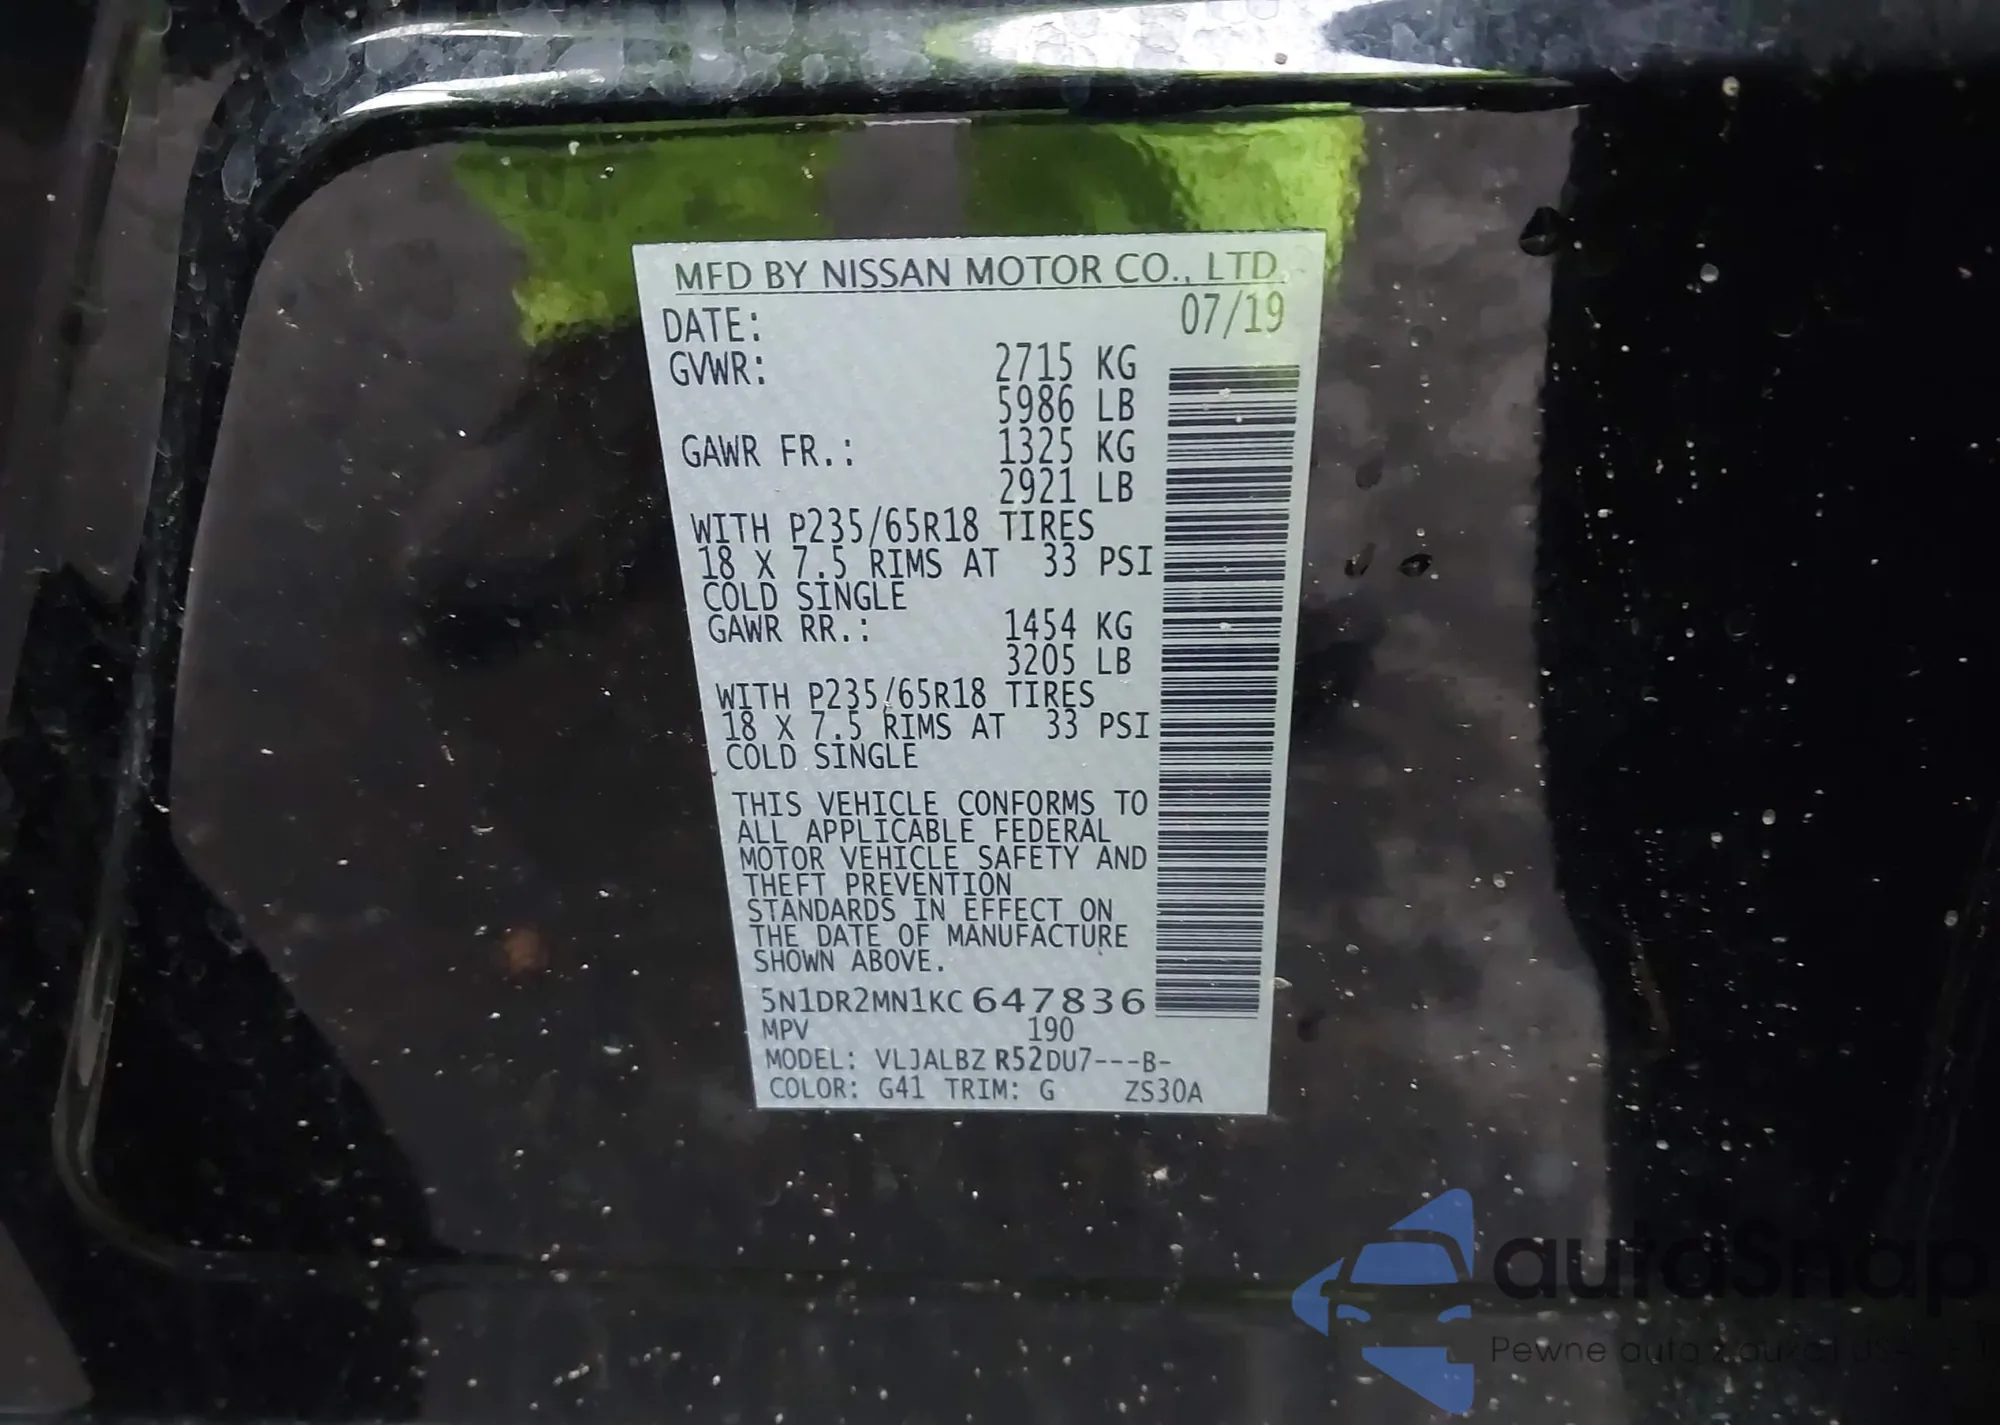 MFD BY NISSAN MOTOR CO., LTD.
DATE: 07/19
GVWR: 2715 KG
5986 LB
GAWR FR.: 1325 KG
2921 LB
WITH P235/65R18 TIRES
18 X 7.5 RIMS AT 33 PSI
COLD SINGLE
GAWR RR.: 1454 KG
3205 LB
WITH P235/65R18 TIRES
18 X 7.5 RIMS AT 33 PSI
COLD SINGLE
THIS VEHICLE CONFORMS TO
ALL APPLICABLE FEDERAL
MOTOR VEHICLE SAFETY AND
THEFT PREVENTION
STANDARDS IN EFFECT ON
THE DATE OF MANUFACTURE
SHOWN ABOVE.
5N1DR2MN1KC647836
MPV 190
MODEL: VLJALBZ R52DU7---B-
COLOR: G41 TRIM: G ZS30A
autaSnap
Pewne auta z aukcji